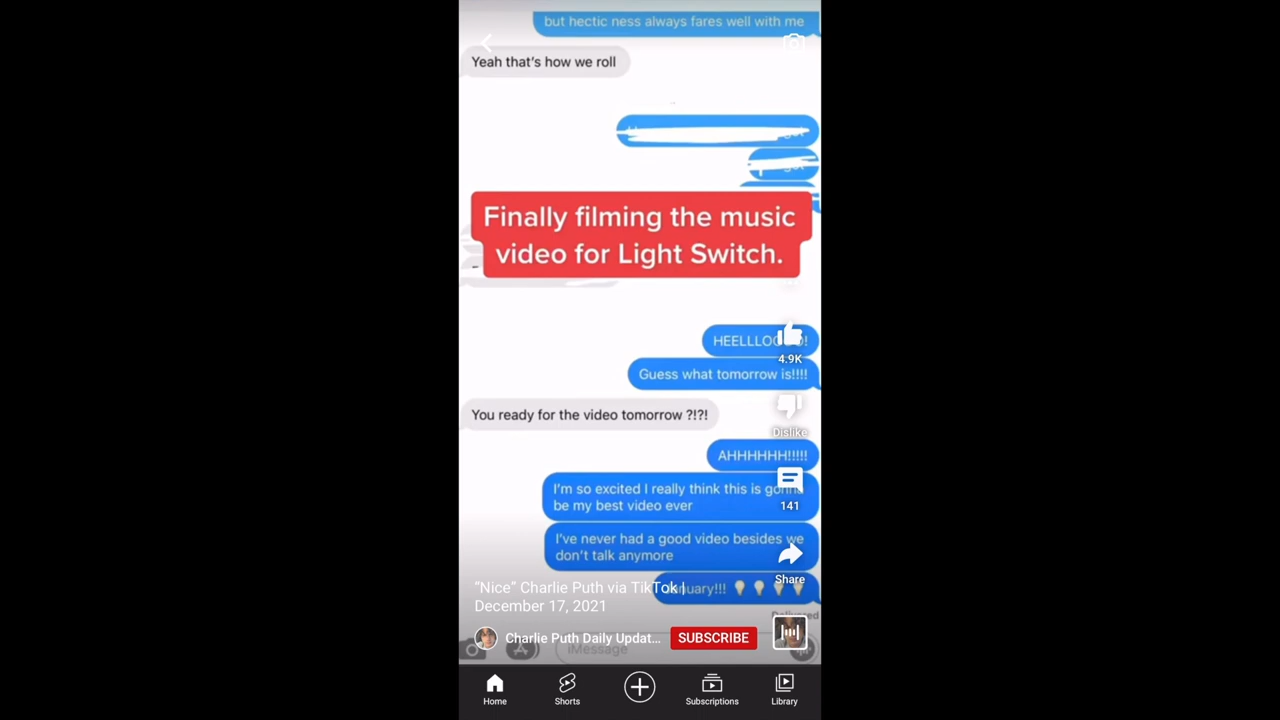 but hectic ness always fares well with me
Yeah that's how we roll
Finally filming the music
video for Light Switch.
4.9K
Guess what tomorrow is!!!!
Dislike
You ready for the video tomorrow ?!?!
AHHHHHH!!!!!
I'm so excited I really think this is gonna
be my best video ever
141
I've never had a good video besides we
don't talk anymore
Share
"Nice" Charlie Puth via TikTok |
December 17, 2021
Delivered
Charlie Puth Daily Updat...
SUBSCRIBE
iMessage
Home
Shorts
Subscriptions
Library